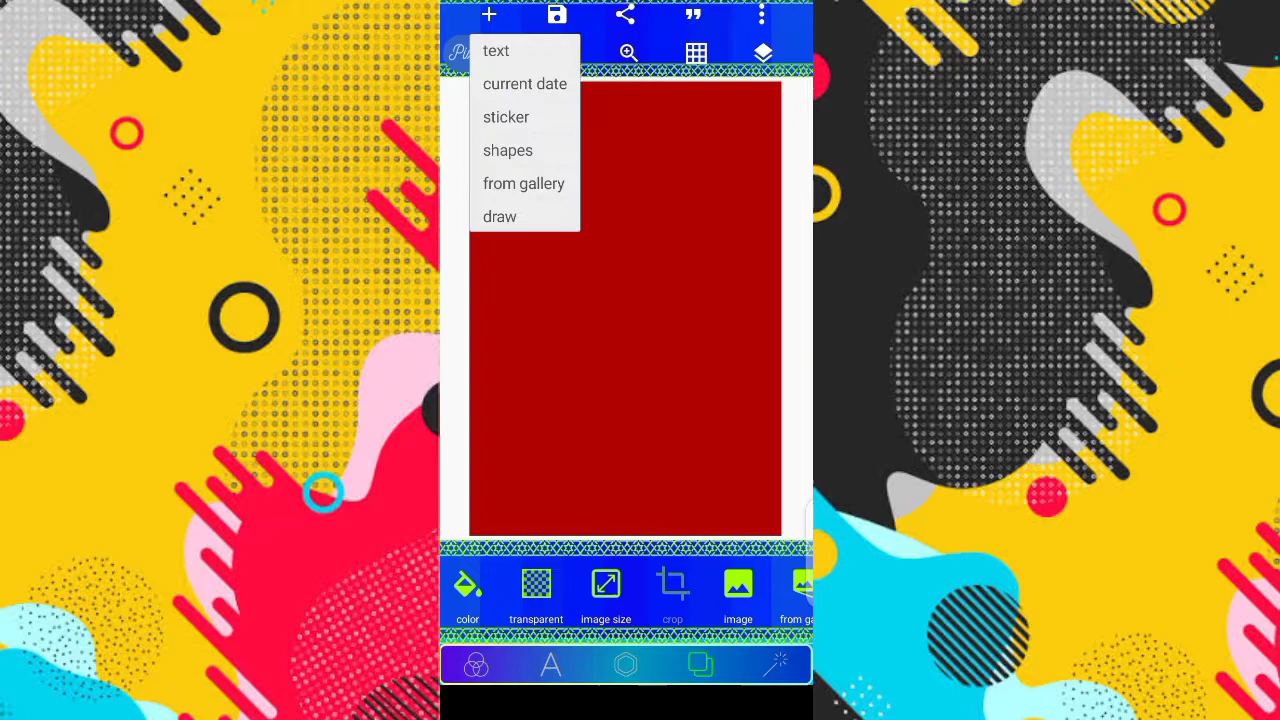 text
current date
sticker
shapes
from gallery
draw
color
transparent
image size
crop
image